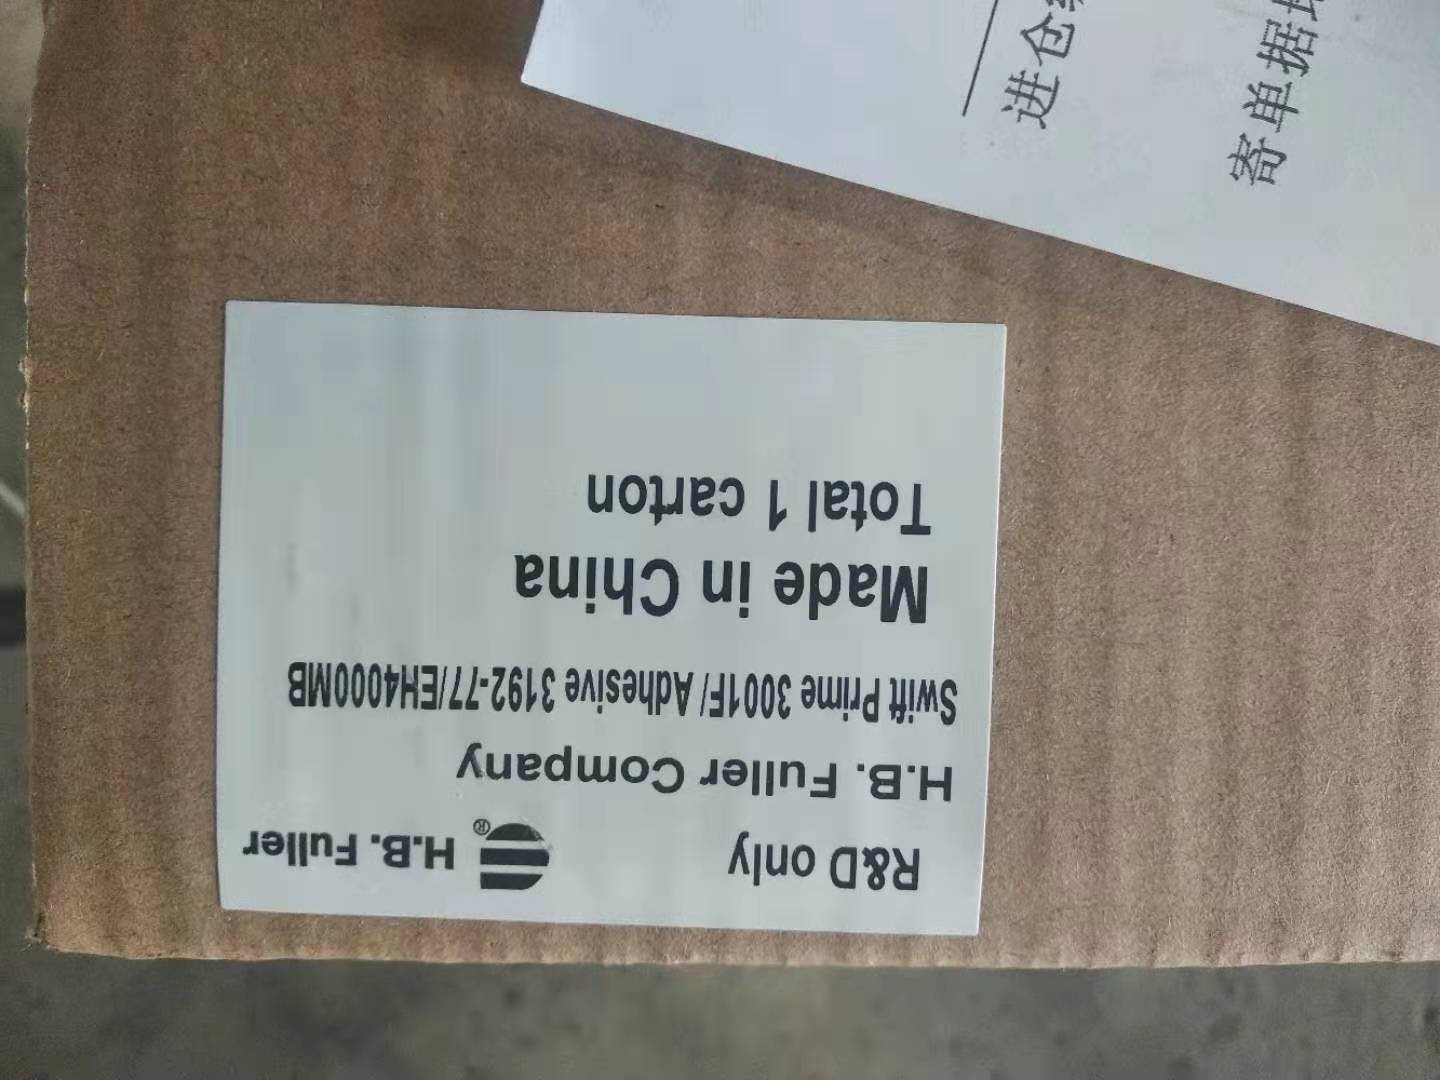 R&D only
H.B. Fuller®
H.B. Fuller Company
Swift Prime 3001F/ Adhesive 3192-77/EH4000MB
Made in China
Total 1 carton
进仓
寄单据